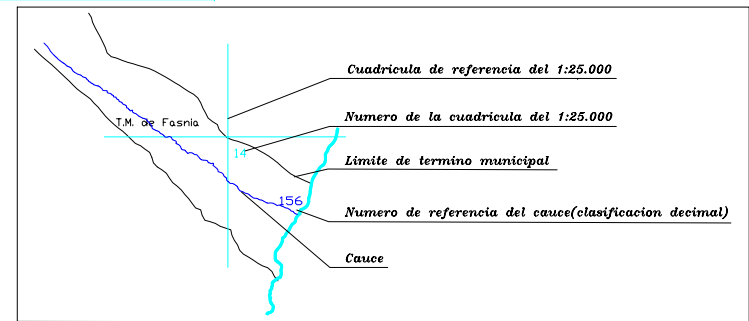 Cuadricula de referencia del 1:25.000
Numero de la cuadricula del 1:25.000
T.M. de Fasnia
14
Limite de termino municipal
156
Numero de referencia del cauce(clasificacion decimal)
Cauce